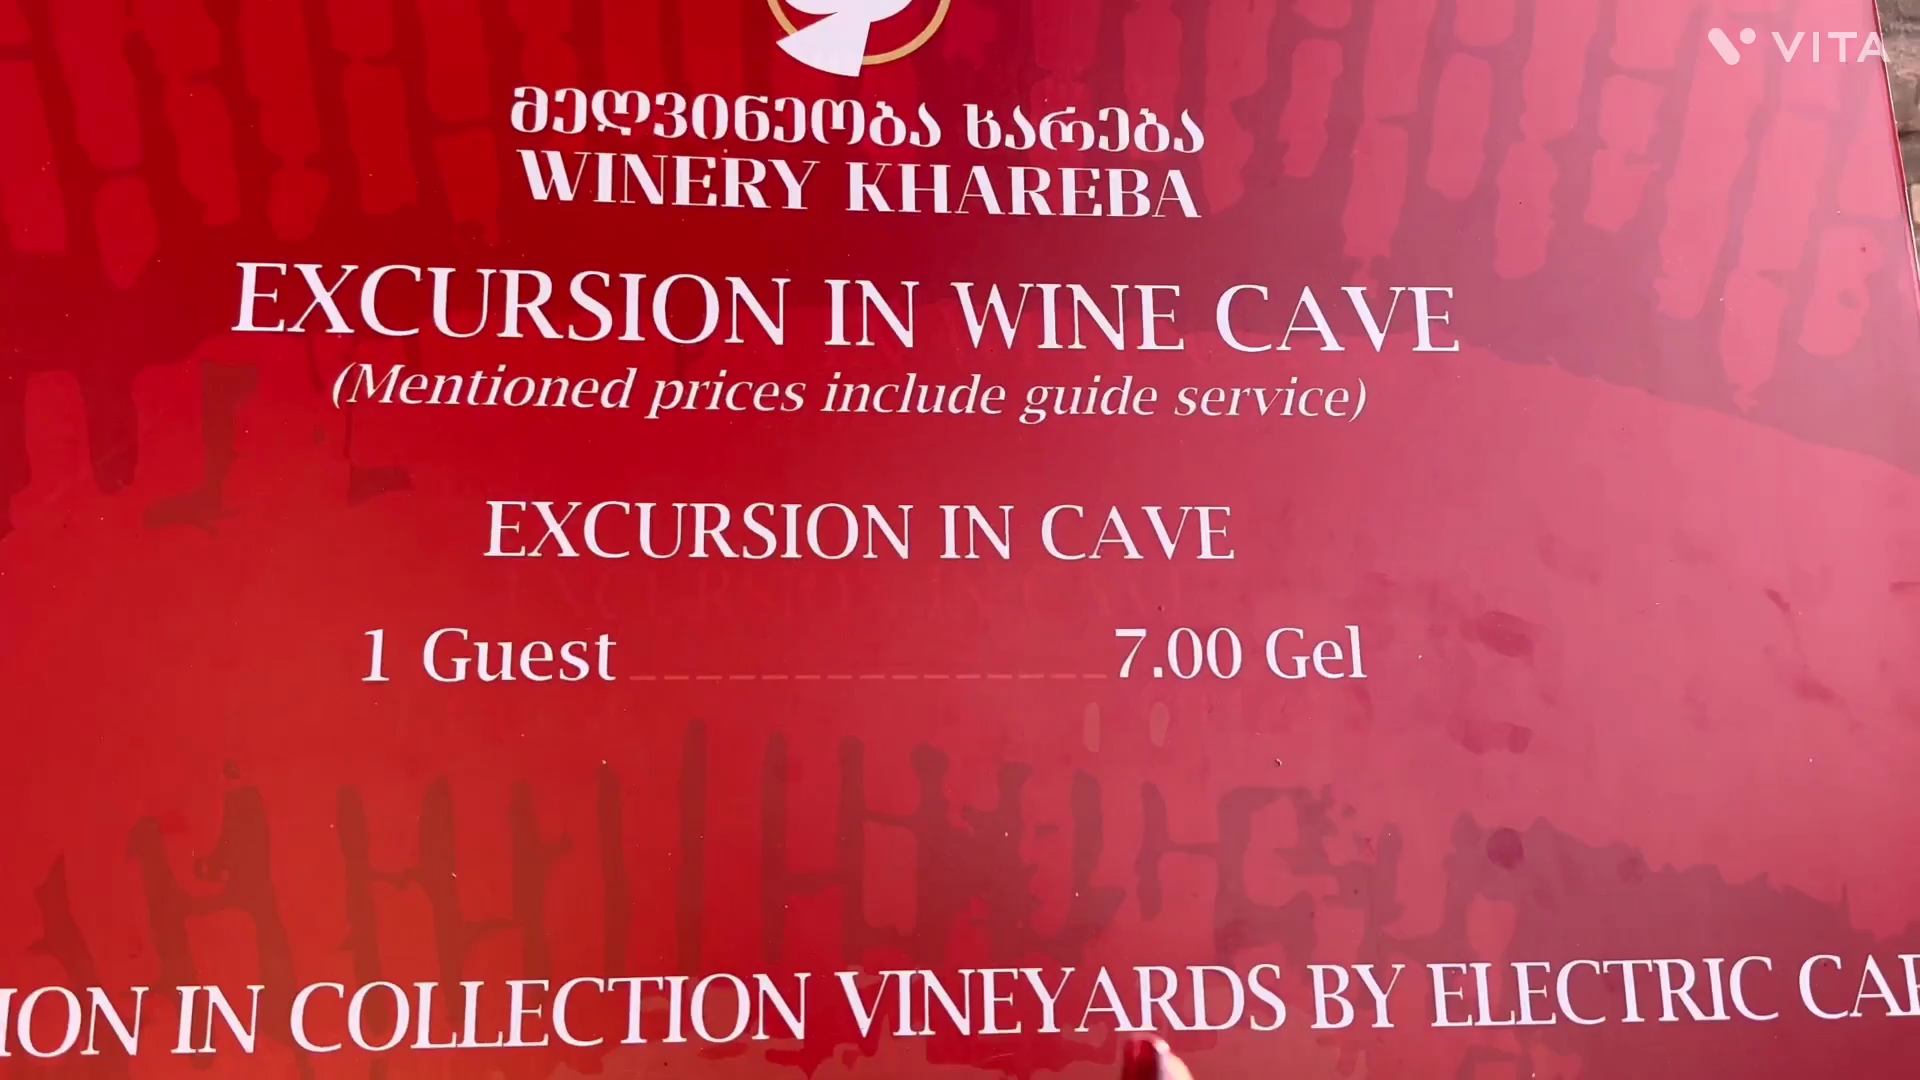 VITA
მეღვინეობა ხარება
WINERY KHAREBA
EXCURSION IN WINE CAVE
(Mentioned prices include guide service)
EXCURSION IN CAVE
1 Guest _ _ _ _ _ _ _ _ _ _ _ _ _ _ _ 7.00 Gel
ION IN COLLECTION VINEYARDS BY ELECTRIC CAR